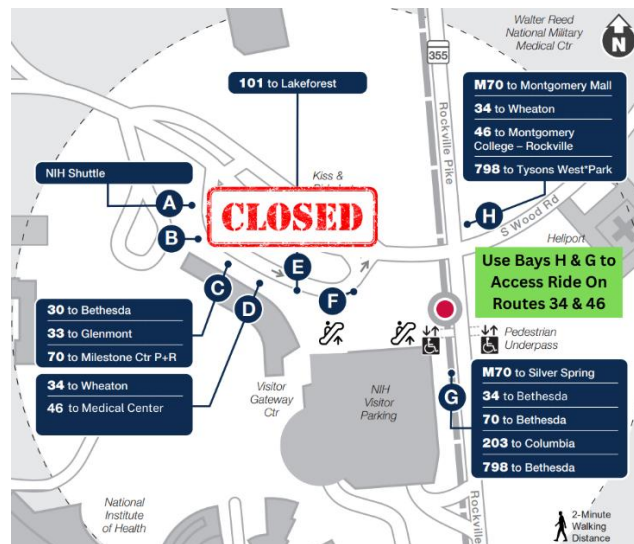 Walter Reed
National Military
Medical Ctr
N
355
101 to Lakeforest
M70 to Montgomery Mall
34 to Wheaton
46 to Montgomery
College – Rockville
798 to Tysons West*Park
Rockville Pike
NIH Shuttle
Kiss &
A
CLOSED
H
S Wood Rd
B
Heliport
Use Bays H & G to
Access Ride On
Routes 34 & 46
E
C
D
F
30 to Bethesda
33 to Glenmont
70 to Milestone Ctr P+R
Pedestrian
Underpass
34 to Wheaton
46 to Medical Center
Visitor
Gateway
Ctr
NIH
Visitor
Parking
G
M70 to Silver Spring
34 to Bethesda
70 to Bethesda
203 to Columbia
798 to Bethesda
National
Institute
of Health
Rockville
2-Minute
Walking
Distance